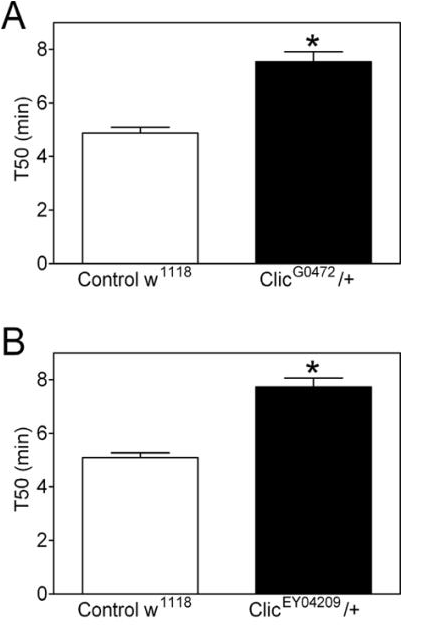 A
T50 (min)
8
6
4
2
0
*
Control w1118
ClicG0472/+
B
T50 (min)
8
6
4
2
0
*
Control w1118
ClicEY04209/+